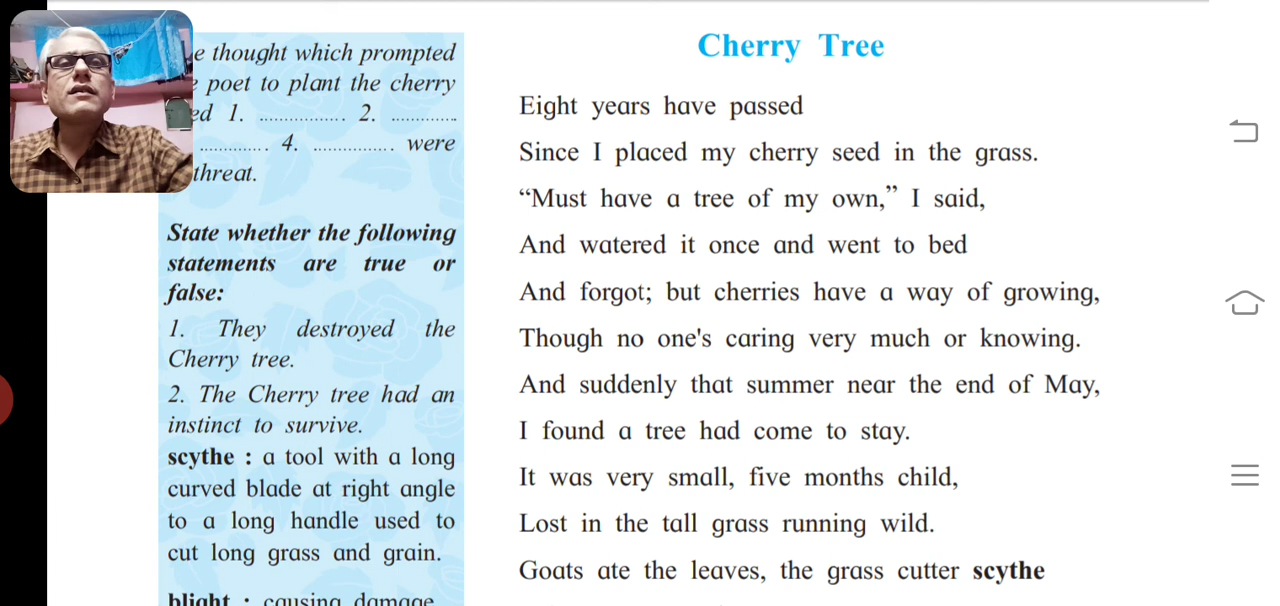 e thought which prompted
poet to plant the cherry
ed 1. ................ 2. .............
............. 4. ............... were
threat.
State whether the following
statements are true or
false:
1. They destroyed the
Cherry tree.
2. The Cherry tree had an
instinct to survive.
scythe : a tool with a long
curved blade at right angle
to a long handle used to
cut long grass and grain.
blight : causing damage
Cherry Tree
Eight years have passed
Since I placed my cherry seed in the grass.
“Must have a tree of my own,” I said,
And watered it once and went to bed
And forgot; but cherries have a way of growing,
Though no one's caring very much or knowing.
And suddenly that summer near the end of May,
I found a tree had come to stay.
It was very small, five months child,
Lost in the tall grass running wild.
Goats ate the leaves, the grass cutter scythe